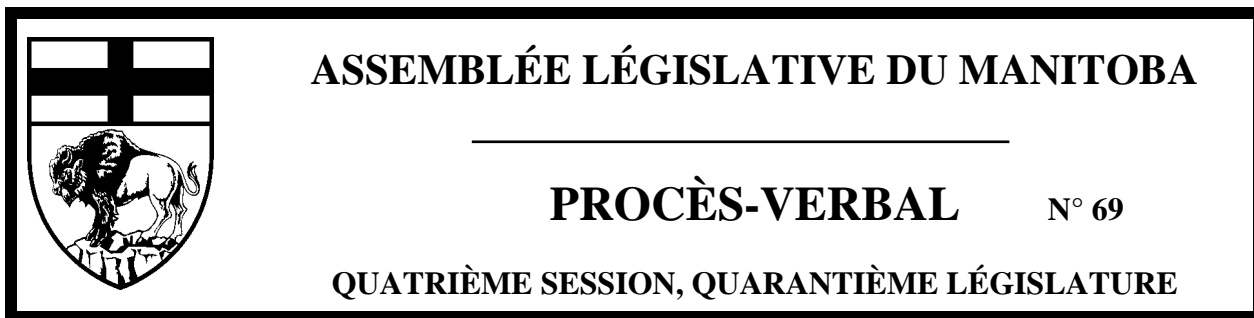 ASSEMBLÉE LÉGISLATIVE DU MANITOBA
PROCÈS-VERBAL N° 69
QUATRIÈME SESSION, QUARANTIÈME LÉGISLATURE